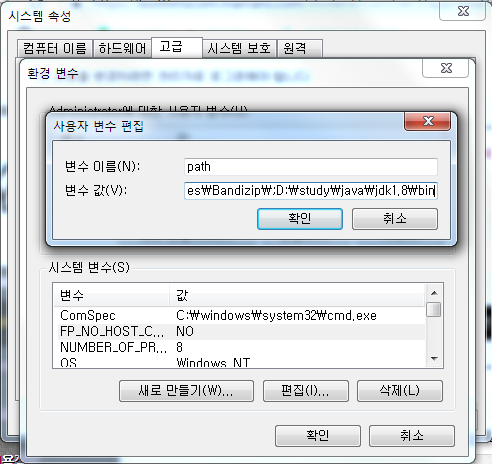 시스템 속성
컴퓨터 이름 하드웨어 고급 시스템 보호 원격
환경 변수
Administrator에 대한 사용자 변수(U)
사용자 변수 편집
변수 이름(N): path
변수 값(V): es₩Bandizip₩;D:₩study₩java₩jdk1.8₩bin
확인 취소
시스템 변수(S)
변수 값
ComSpec C:₩windows₩system32₩cmd.exe
FP_NO_HOST_C... NO
NUMBER_OF_PR... 8
OS Windows_NT
새로 만들기(W)... 편집(I)... 삭제(L)
확인 취소